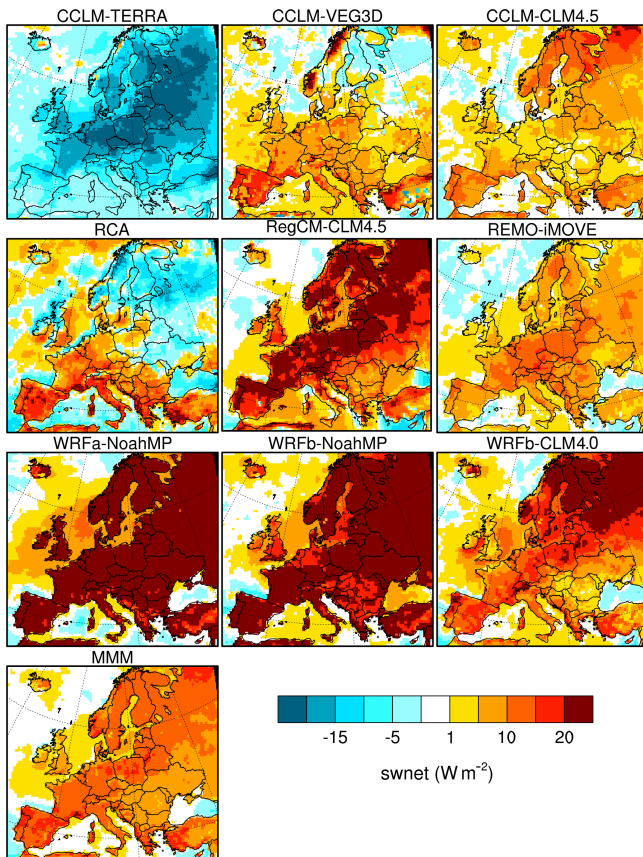 CCLM-TERRA CCLM-VEG3D CCLM-CLM4.5
RCA RegCM-CLM4.5 REMO-iMOVE
WRFa-NoahMP WRFb-NoahMP WRFb-CLM4.0
MMM
-15 -5 1 10 20
swnet (W m⁻²)